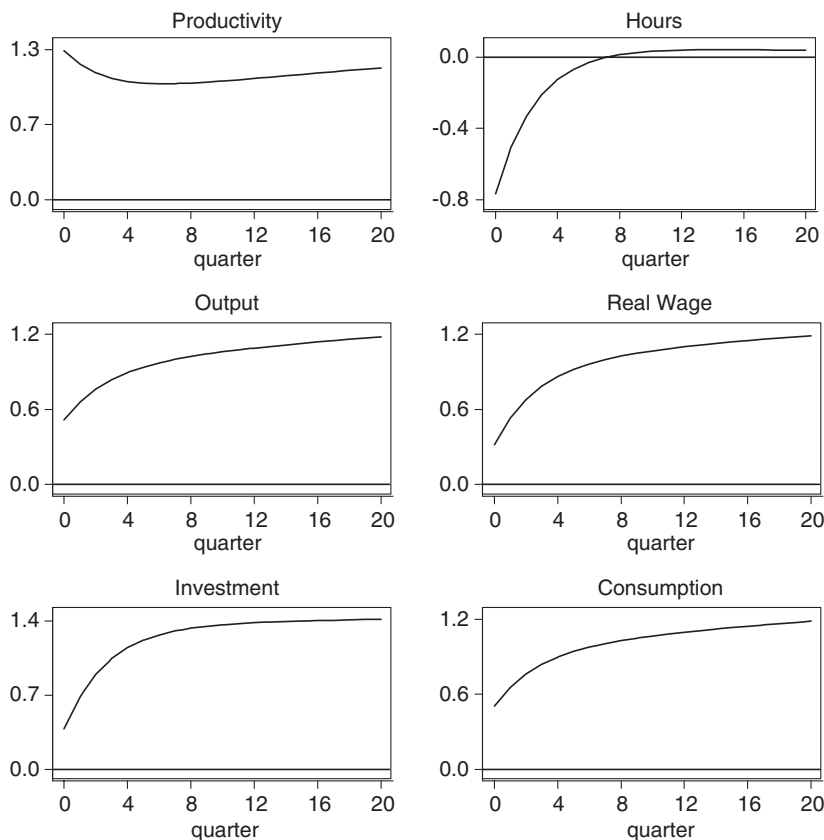 Productivity
1.3
0.7
0.0
0 4 8 12 16 20
quarter
Hours
0.0
-0.4
-0.8
0 4 8 12 16 20
quarter
Output
1.2
0.6
0.0
0 4 8 12 16 20
quarter
Real Wage
1.2
0.6
0.0
0 4 8 12 16 20
quarter
Investment
1.4
0.7
0.0
0 4 8 12 16 20
quarter
Consumption
1.2
0.6
0.0
0 4 8 12 16 20
quarter